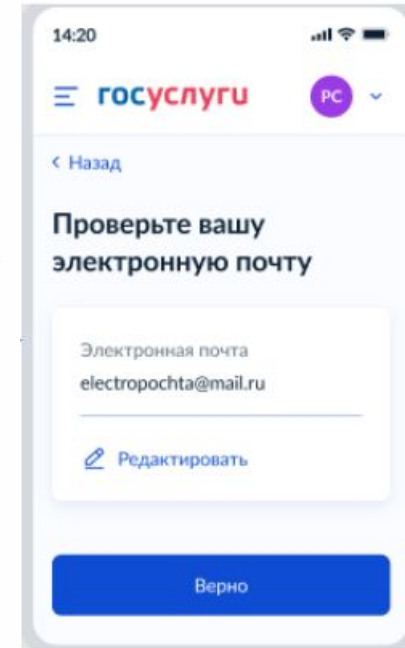 14:20
госуслуги
РС
Назад
Проверьте вашу
электронную почту
Электронная почта
electropochta@mail.ru
Редактировать
Верно